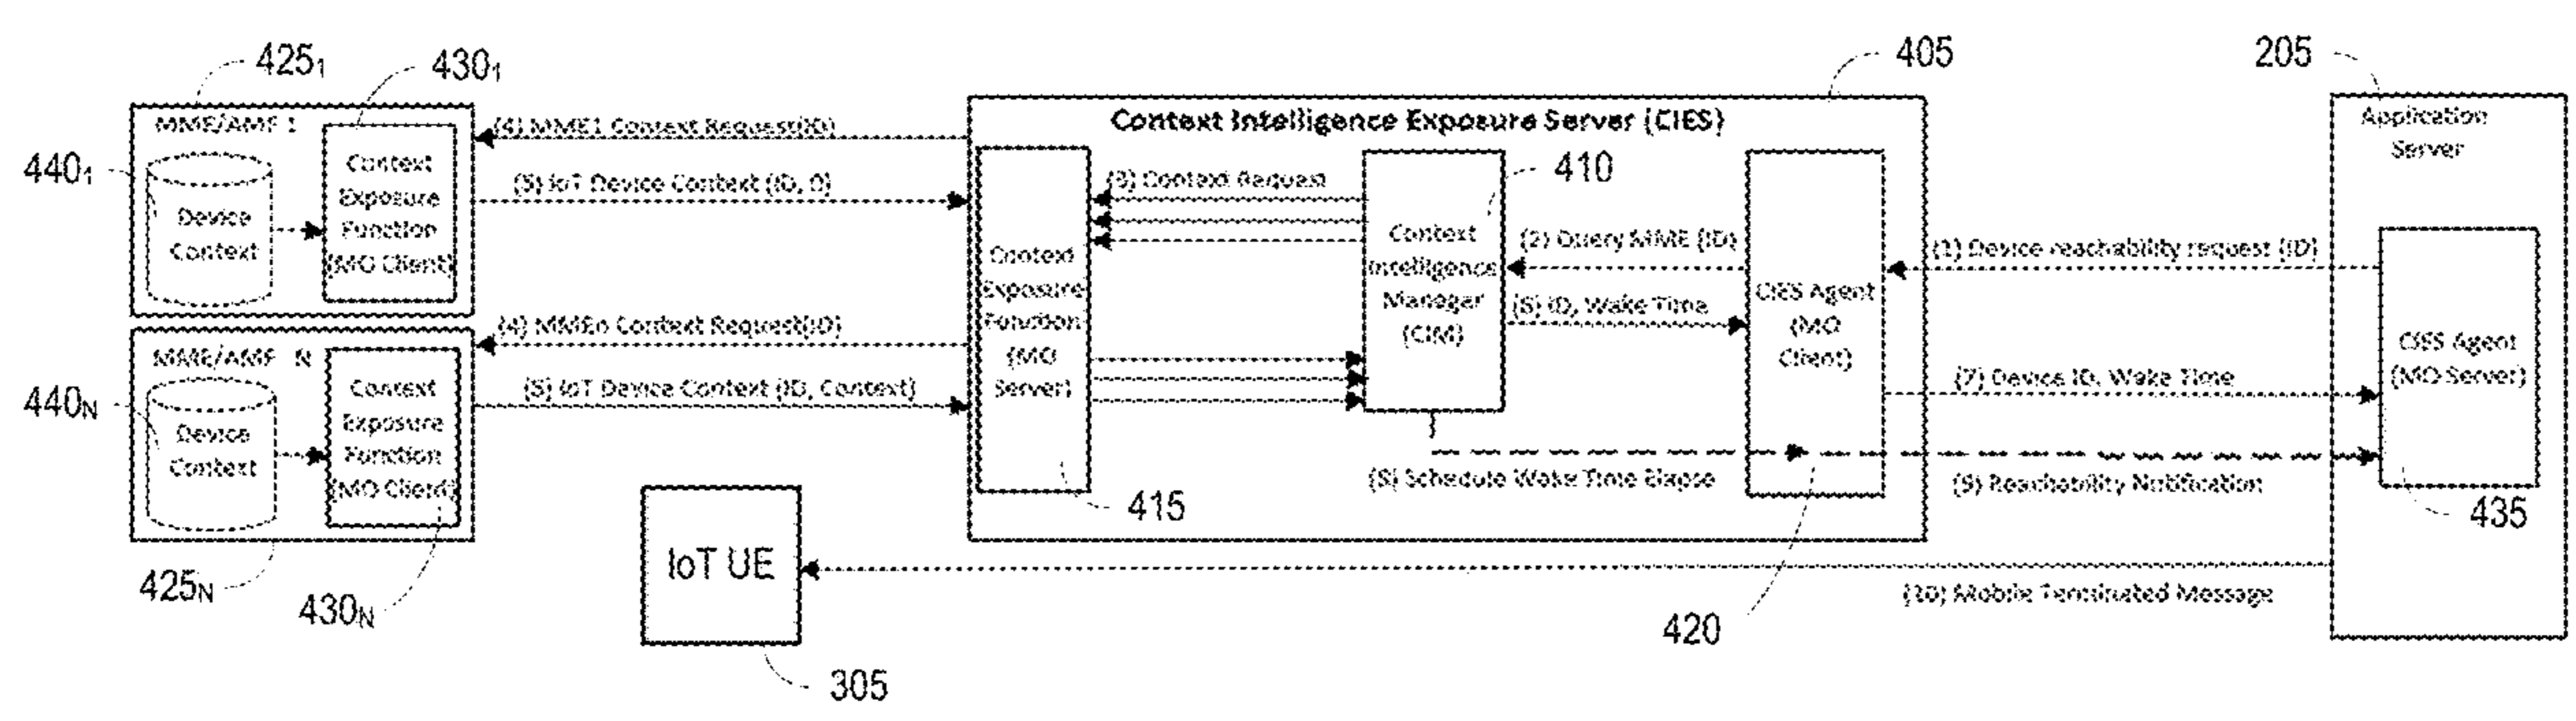 425₁
430₁
405
205
MME/AMF 1
Context
Exposure
Function
(MO Client)
440₁
Device
Context
(4) MME1 Context Request(ID)
(5) IoT Device Context (ID, 0)
Context Intelligence Exposure Server (CIES)
Context
Exposure
Function
(MO
Server)
415
(3) Context Request
410
Context
Intelligence
Manager
(CIM)
(2) Query MME (ID)
(6) ID, Wake Time
CIES Agent
(MO
Client)
420
(1) Device reachability request (ID)
Application
Server
CIES Agent
(MO Server)
435
(7) Device ID, Wake Time
(8) Schedule Wake Time Elapse
(9) Reachability Notification
(10) Mobile Terminated Message
MME/AMF N
Context
Exposure
Function
(MO Client)
440N
Device
Context
(4) MMEn Context Request(ID)
(5) IoT Device Context (ID, Context)
425N
430N
IoT UE
305